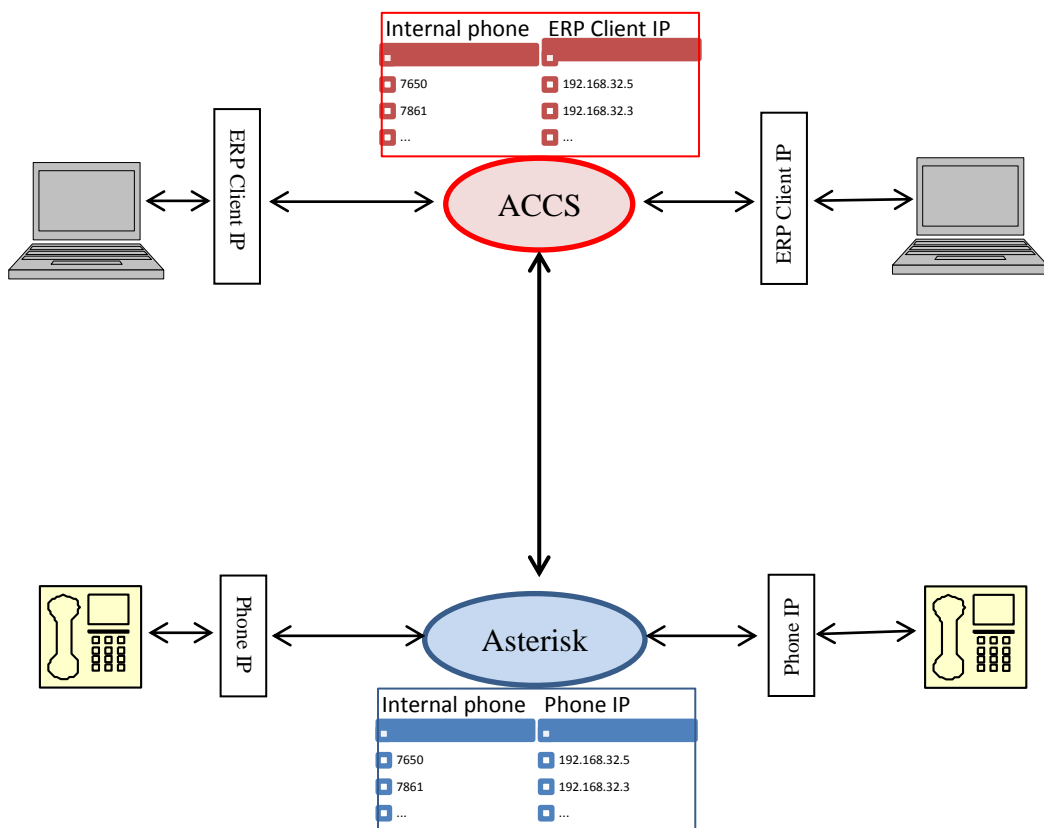 Internal phone ERP Client IP
7650 192.168.32.5
7861 192.168.32.3
... ...
ERP Client IP
ACCS
ERP Client IP
Phone IP
Asterisk
Phone IP
Internal phone Phone IP
7650 192.168.32.5
7861 192.168.32.3
... ...